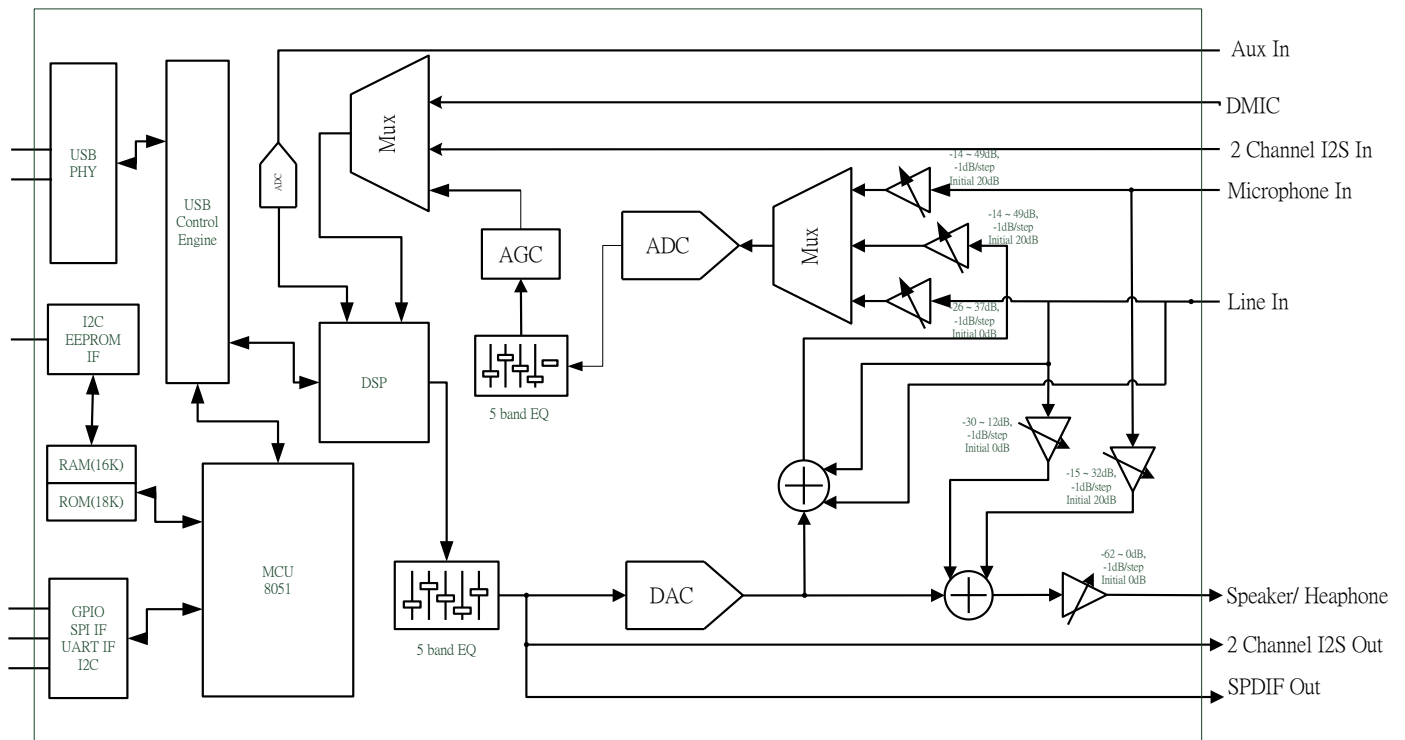 Aux In
DMIC
2 Channel I2S In
Microphone In
Line In
USB
PHY
USB
Control
Engine
ADC
Mux
AGC
ADC
Mux
-14 ~ 49dB,
-1dB/step
Initial 20dB
-14 ~ 49dB,
-1dB/step
Initial 20dB
-26 ~ 37dB,
-1dB/step
Initial 0dB
I2C
EEPROM
IF
DSP
5 band EQ
-30 ~ 12dB,
-1dB/step
Initial 0dB
-15 ~ 32dB,
-1dB/step
Initial 20dB
RAM(16K)
ROM(18K)
MCU
8051
GPIO
SPI IF
UART IF
I2C
5 band EQ
DAC
-62 ~ 0dB,
-1dB/step
Initial 0dB
Speaker/ Heaphone
2 Channel I2S Out
SPDIF Out